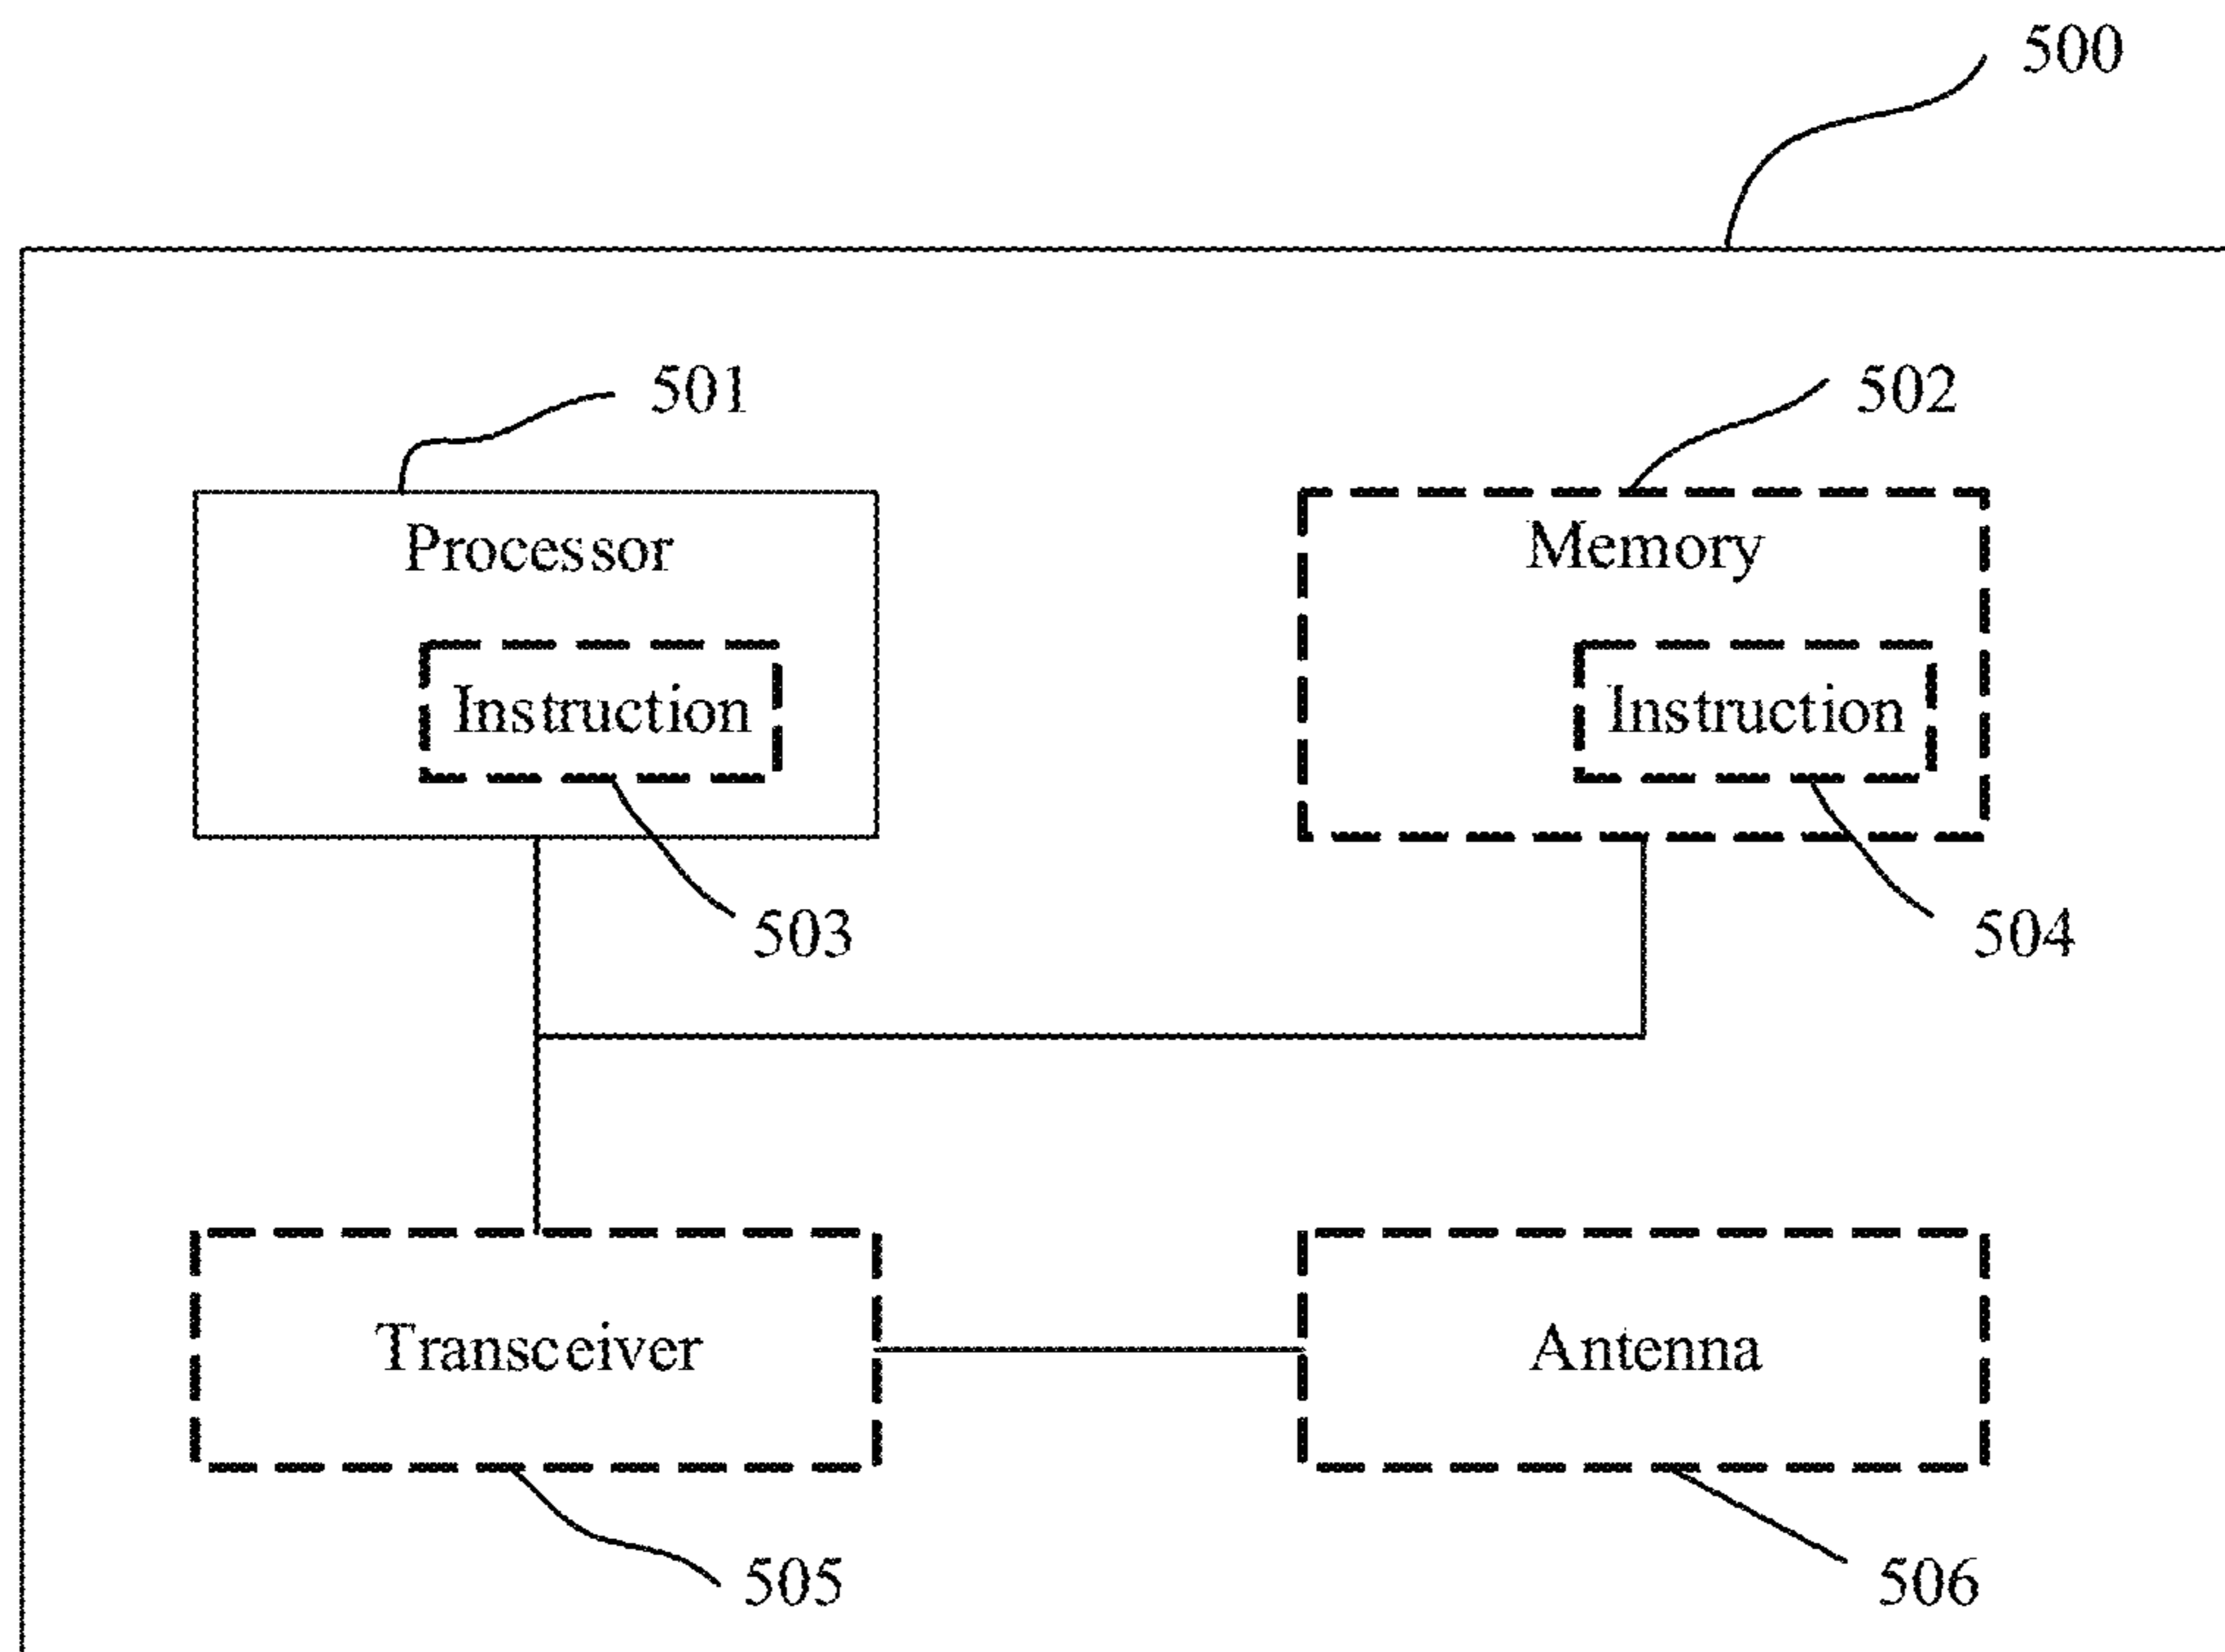 500
501
502
Processor
Memory
Instruction
Instruction
503
504
Transceiver
Antenna
505
506